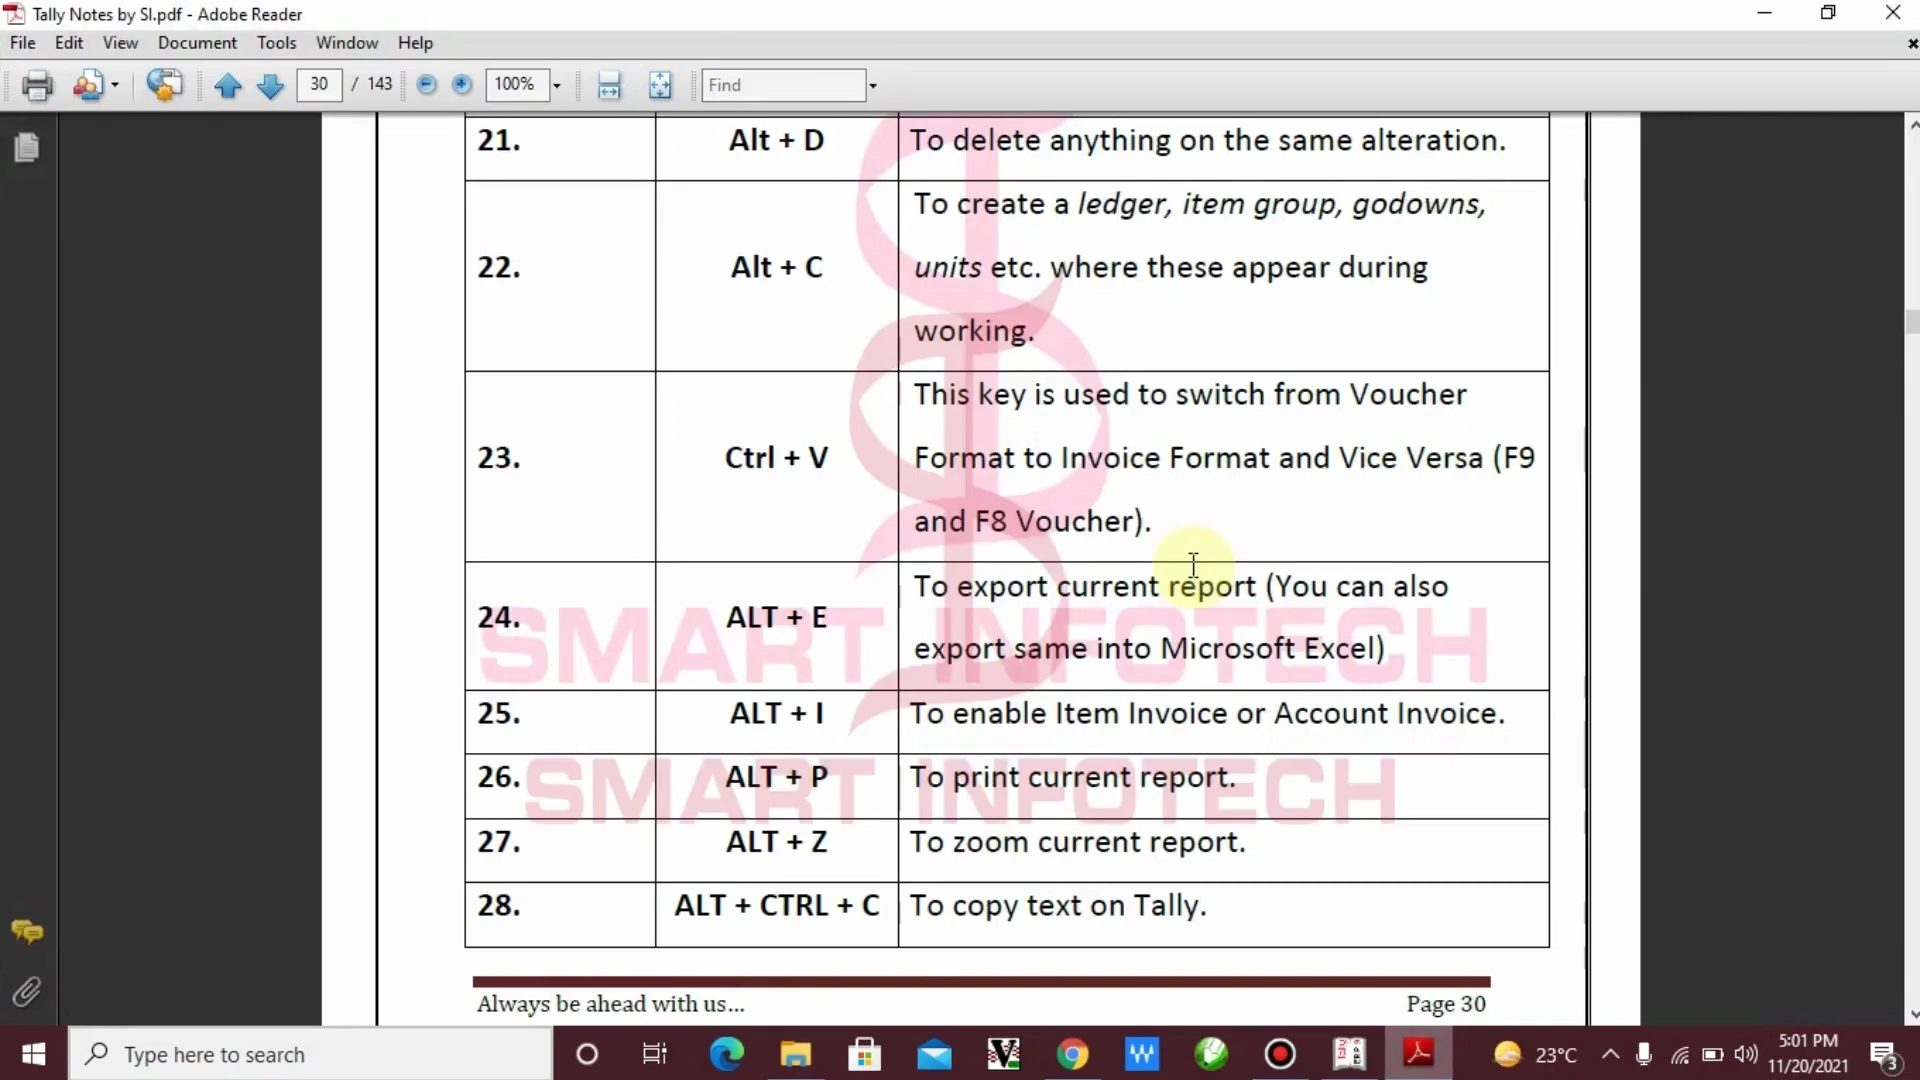 Tally Notes by SI.pdf - Adobe Reader
File Edit View Document Tools Window Help
30 / 143 100% Find
21. Alt + D To delete anything on the same alteration.
22. Alt + C To create a ledger, item group, godowns,
units etc. where these appear during
working.
23. Ctrl + V This key is used to switch from Voucher
Format to Invoice Format and Vice Versa (F9
and F8 Voucher).
24. ALT + E To export current report (You can also
export same into Microsoft Excel)
SMART INFOTECH
25. ALT + I To enable Item Invoice or Account Invoice.
26. ALT + P To print current report.
SMART INFOTECH
27. ALT + Z To zoom current report.
28. ALT + CTRL + C To copy text on Tally.
Always be ahead with us... Page 30
Type here to search
23°C
5:01 PM
11/20/2021
3